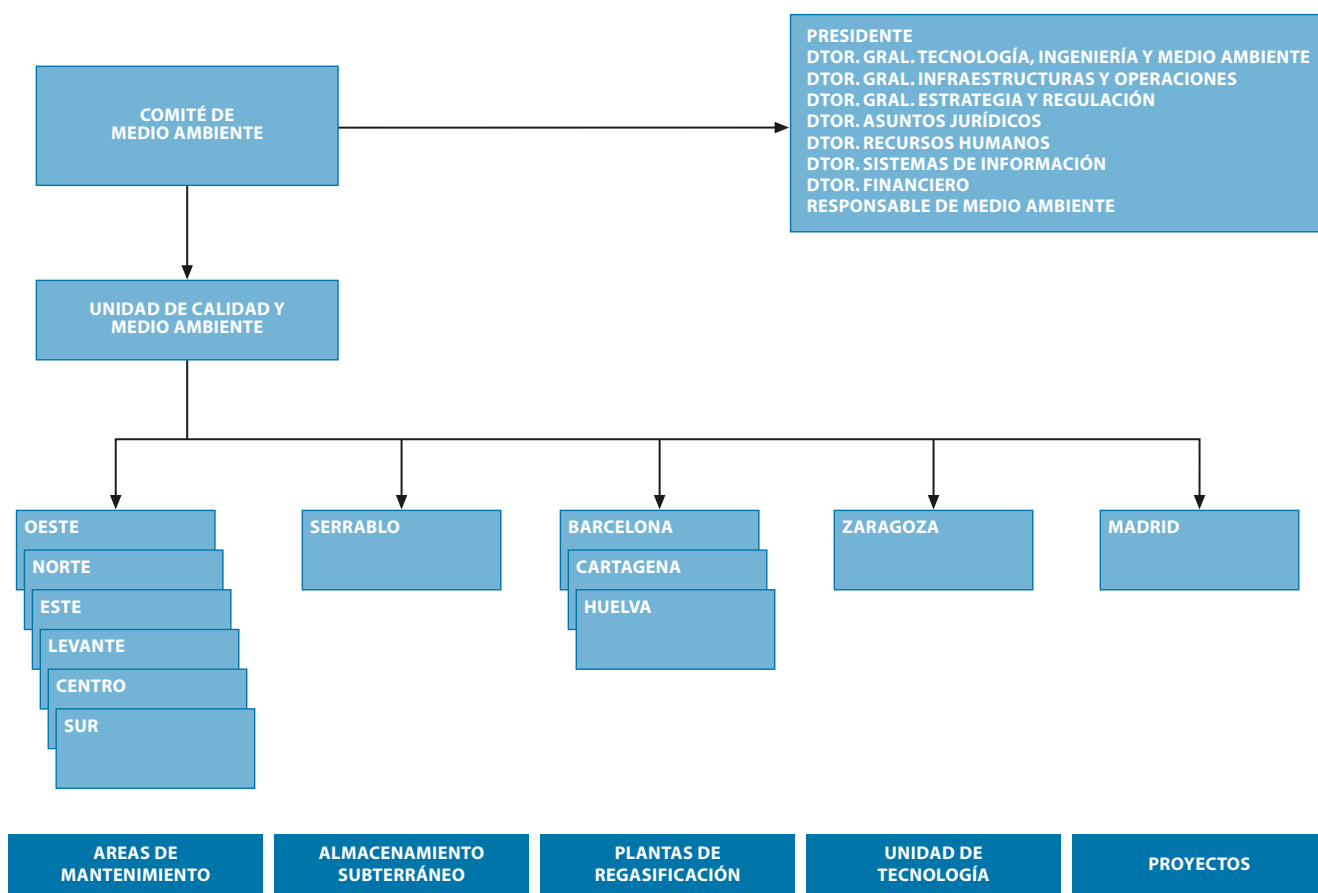 COMITÉ DE
MEDIO AMBIENTE
PRESIDENTE
DTOR. GRAL. TECNOLOGÍA, INGENIERÍA Y MEDIO AMBIENTE
DTOR. GRAL. INFRAESTRUCTURAS Y OPERACIONES
DTOR. GRAL. ESTRATEGIA Y REGULACIÓN
DTOR. ASUNTOS JURÍDICOS
DTOR. RECURSOS HUMANOS
DTOR. SISTEMAS DE INFORMACIÓN
DTOR. FINANCIERO
RESPONSABLE DE MEDIO AMBIENTE
UNIDAD DE CALIDAD Y
MEDIO AMBIENTE
OESTE
NORTE
ESTE
LEVANTE
CENTRO
SUR
SERRABLO
BARCELONA
CARTAGENA
HUELVA
ZARAGOZA
MADRID
AREAS DE
MANTENIMIENTO
ALMACENAMIENTO
SUBTERRÁNEO
PLANTAS DE
REGASIFICACIÓN
UNIDAD DE
TECNOLOGÍA
PROYECTOS